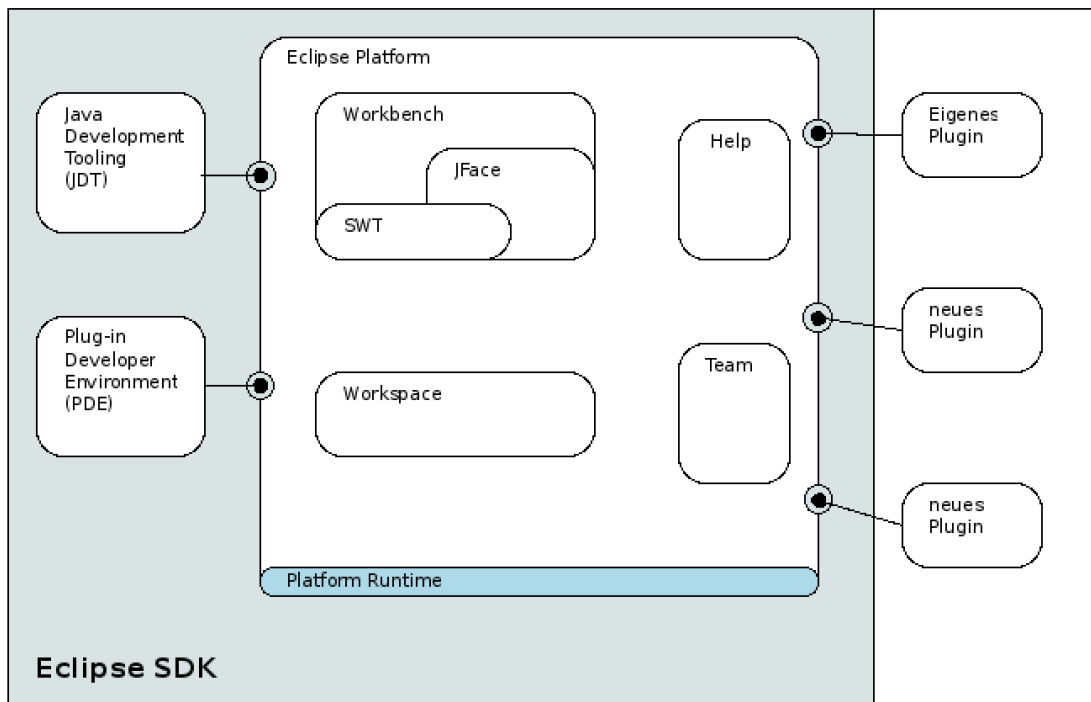 Eclipse Platform
Java
Development
Tooling
(JDT)
Workbench
JFace
SWT
Help
Eigenes
Plugin
Plug-in
Developer
Environment
(PDE)
Workspace
Team
neues
Plugin
neues
Plugin
Platform Runtime
Eclipse SDK